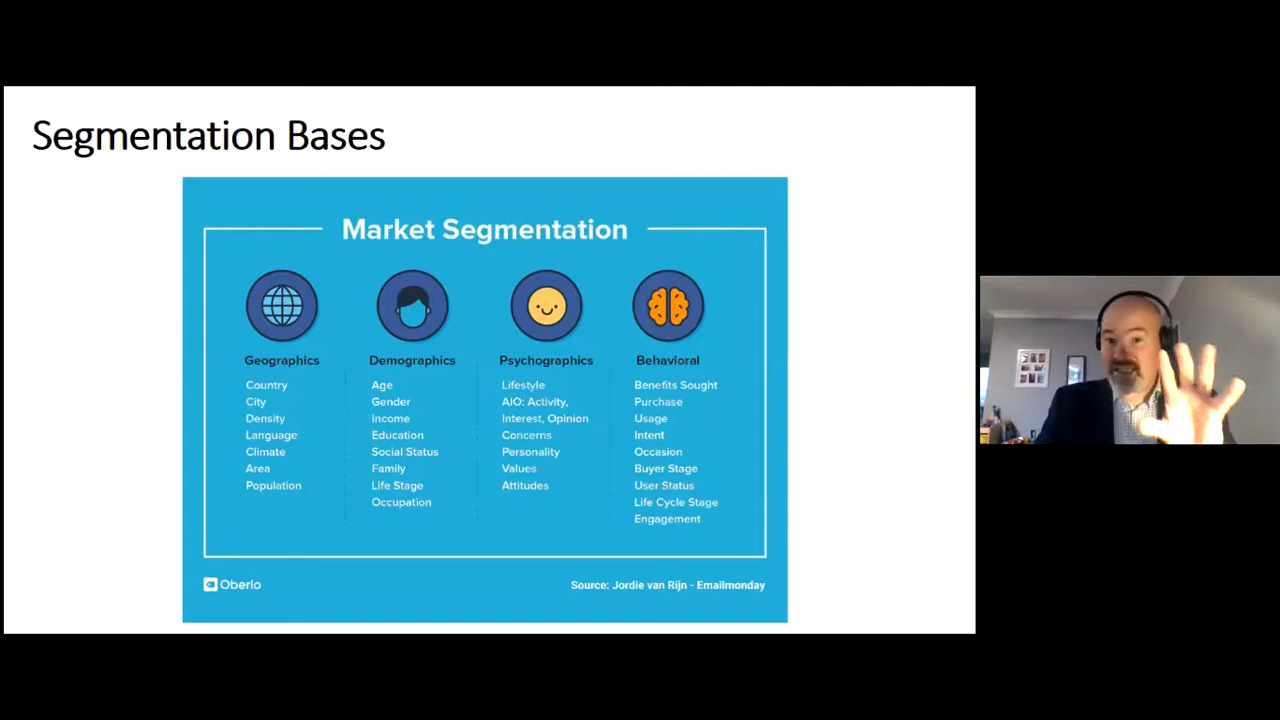 Segmentation Bases
Market Segmentation
Geographics
Country
City
Density
Language
Climate
Area
Population
Demographics
Age
Gender
Income
Education
Social Status
Family
Life Stage
Occupation
Psychographics
Lifestyle
AIO: Activity,
Interest, Opinion
Concerns
Personality
Values
Attitudes
Behavioral
Benefits Sought
Purchase
Usage
Intent
Occasion
Buyer Stage
User Status
Life Cycle Stage
Engagement
Oberlo
Source: Jordie van Rijn - Emailmonday